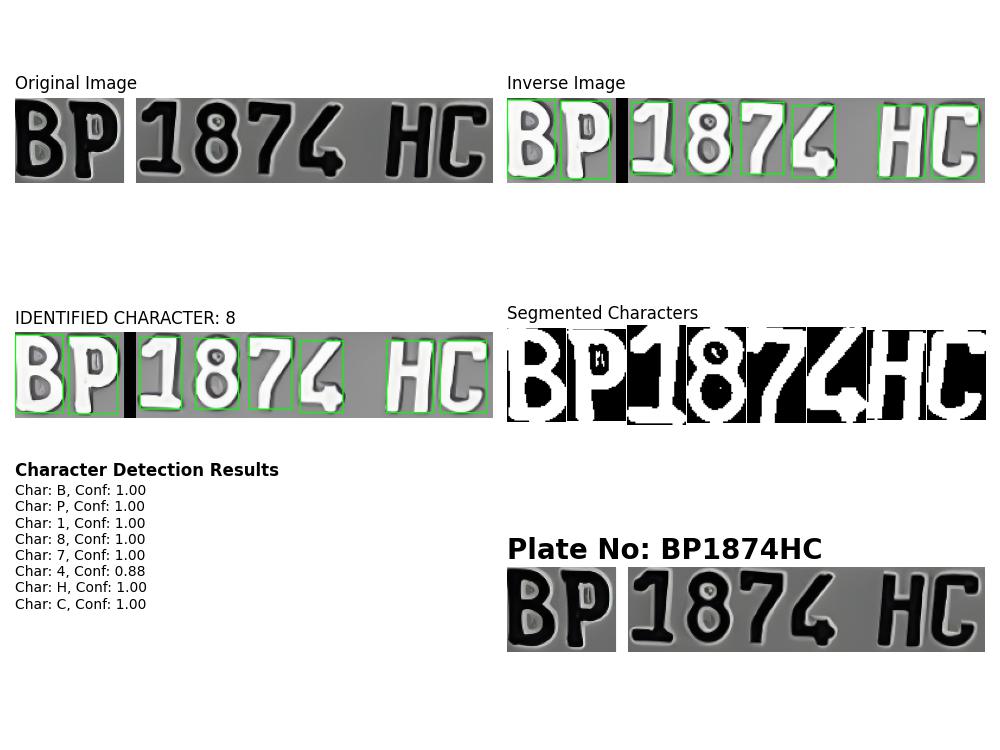 Original Image
BP 1874 HC
Inverse Image
BP 1874 HC
IDENTIFIED CHARACTER: 8
BP 1874 HC
Segmented Characters
BP1874HC
Character Detection Results
Char: B, Conf: 1.00
Char: P, Conf: 1.00
Char: 1, Conf: 1.00
Char: 8, Conf: 1.00
Char: 7, Conf: 1.00
Char: 4, Conf: 0.88
Char: H, Conf: 1.00
Char: C, Conf: 1.00
Plate No: BP1874HC
BP 1874 HC